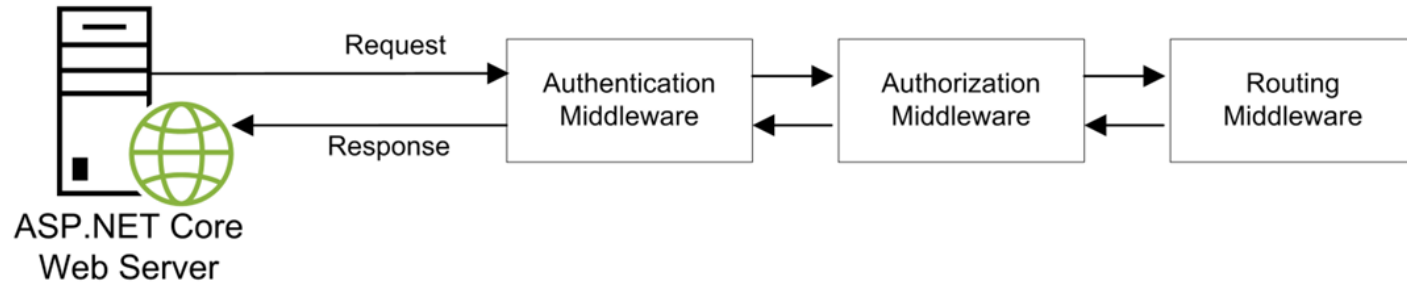 Request
Response
Authentication
Middleware
Authorization
Middleware
Routing
Middleware
ASP.NET Core
Web Server